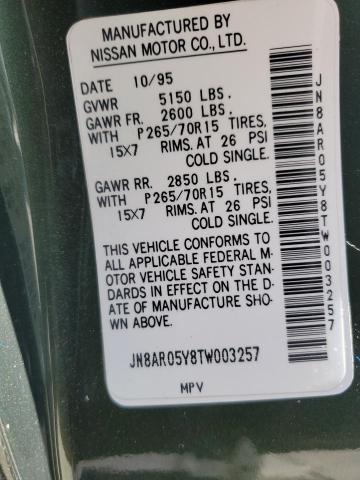 MANUFACTURED BY
NISSAN MOTOR CO., LTD.
DATE 10/95
GVWR 5150 LBS.
GAWR FR. 2600 LBS.
WITH P265/70R15 TIRES,
15X7 RIMS. AT 26 PSI
COLD SINGLE.
GAWR RR. 2850 LBS.
WITH P265/70R15 TIRES,
15X7 RIMS. AT 26 PSI
COLD SINGLE.
THIS VEHICLE CONFORMS TO
ALL APPLICABLE FEDERAL M-
OTOR VEHICLE SAFETY STAN-
DARDS IN EFFECT ON THE D-
ATE OF MANUFACTURE SHO-
WN ABOVE.
JN8AR05Y8TW003257
MPV
JN8AR05Y8TW003257